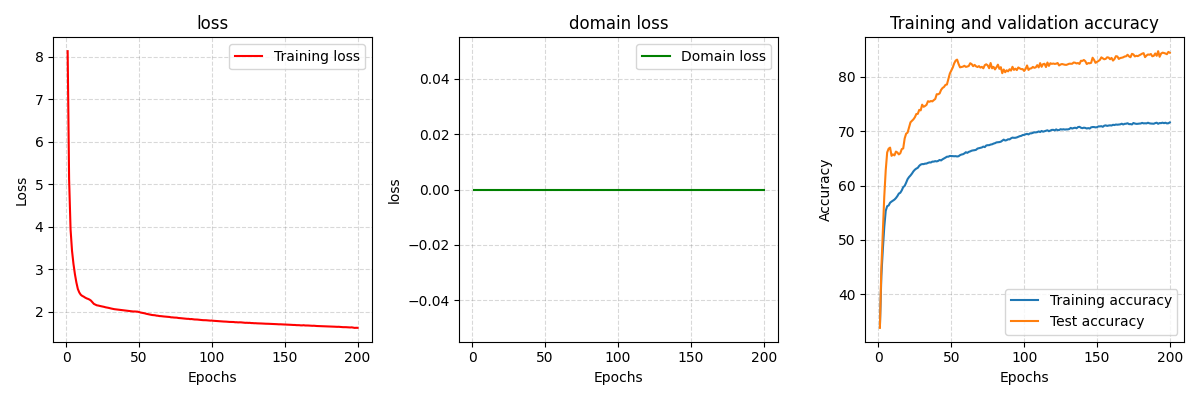 loss
Loss
8
7
6
5
4
3
2
0 50 100 150 200
Epochs
Training loss
domain loss
loss
0.04
0.02
0.00
−0.02
−0.04
0 50 100 150 200
Epochs
Domain loss
Training and validation accuracy
Accuracy
80
70
60
50
40
0 50 100 150 200
Epochs
Training accuracy
Test accuracy